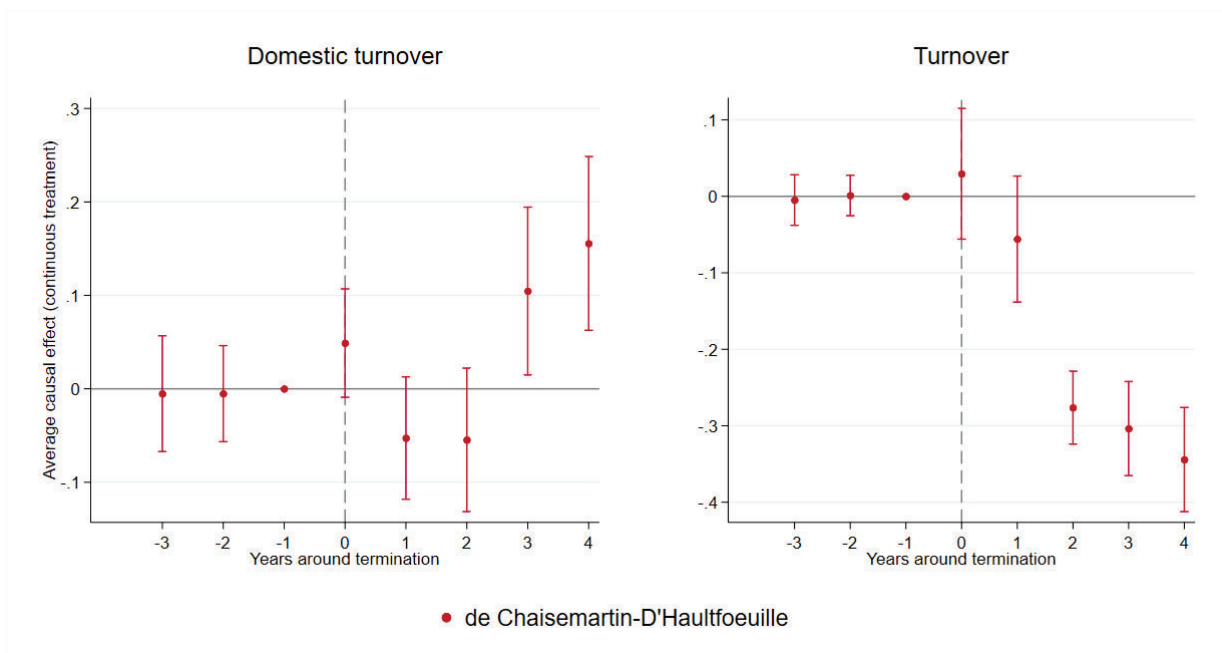 Domestic turnover
Average causal effect (continuous treatment)
.3
.2
.1
0
-.1
-3 -2 -1 0 1 2 3 4
Years around termination
Turnover
.1
0
-.1
-.2
-.3
-.4
-3 -2 -1 0 1 2 3 4
Years around termination
de Chaisemartin-D'Haultfoeuille